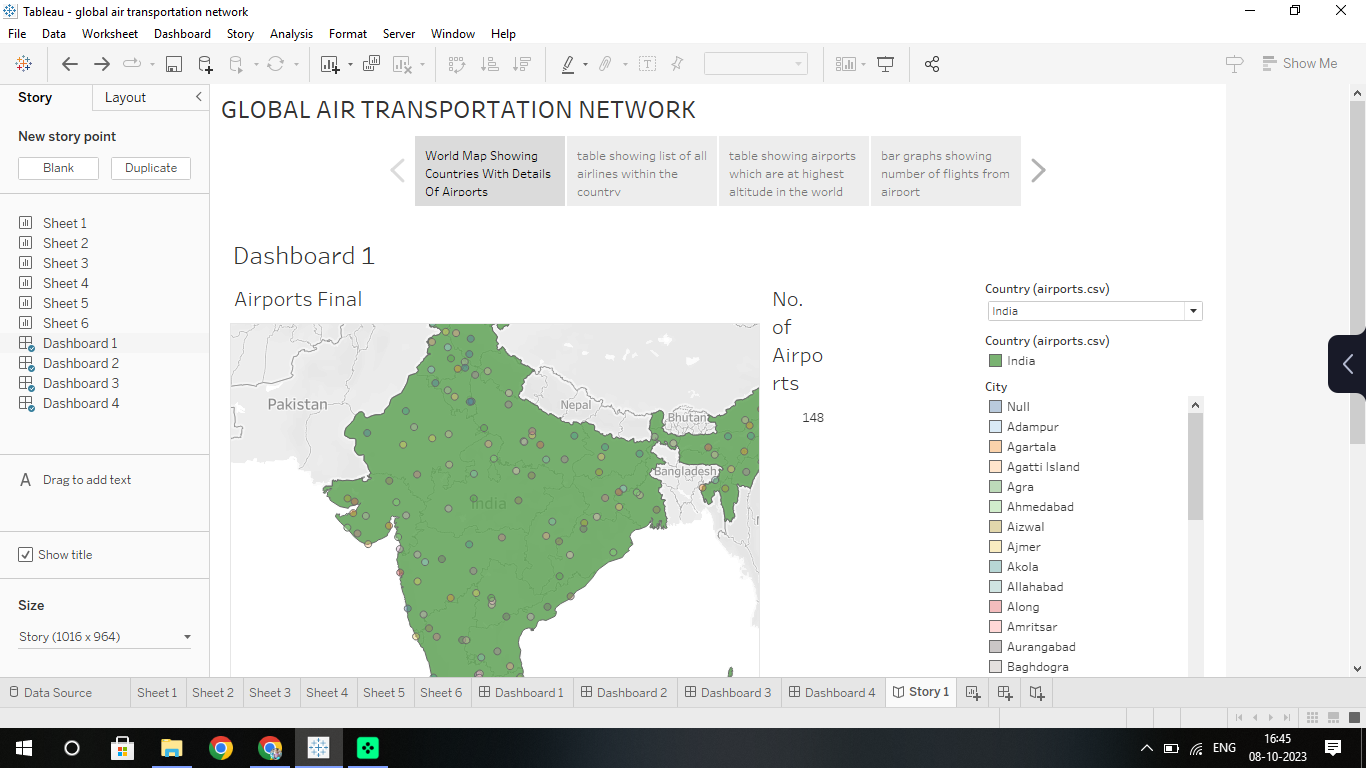 Tableau - global air transportation network
File Data Worksheet Dashboard Story Analysis Format Server Window Help
Show Me
Story Layout
New story point
Blank Duplicate
Sheet 1
Sheet 2
Sheet 3
Sheet 4
Sheet 5
Sheet 6
Dashboard 1
Dashboard 2
Dashboard 3
Dashboard 4
A Drag to add text
Show title
Size
Story (1016 x 964)
GLOBAL AIR TRANSPORTATION NETWORK
World Map Showing
Countries With Details
Of Airports
table showing list of all
airlines within the
country
table showing airports
which are at highest
altitude in the world
bar graphs showing
number of flights from
airport
Dashboard 1
Airports Final
Pakistan
Nepal
Bhutan
Bangladesh
India
No.
of
Airpo
rts
148
Country (airports.csv)
India
Country (airports.csv)
India
City
Null
Adampur
Agartala
Agatti Island
Agra
Ahmedabad
Aizwal
Ajmer
Akola
Allahabad
Along
Amritsar
Aurangabad
Baghdogra
Data Source Sheet 1 Sheet 2 Sheet 3 Sheet 4 Sheet 5 Sheet 6 Dashboard 1 Dashboard 2 Dashboard 3 Dashboard 4 Story 1
ENG
16:45
08-10-2023